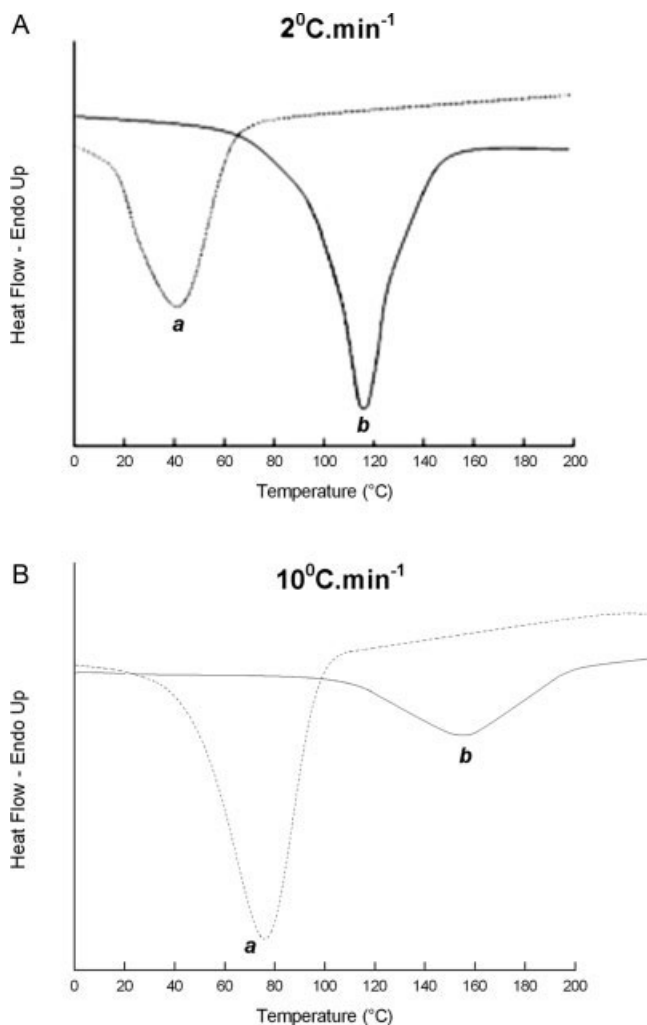 A
2⁰C.min⁻¹
Heat Flow - Endo Up
a
b
0 20 40 60 80 100 120 140 160 180 200
Temperature (°C)
B
10⁰C.min⁻¹
Heat Flow - Endo Up
b
a
0 20 40 60 80 100 120 140 160 180 200
Temperature (°C)